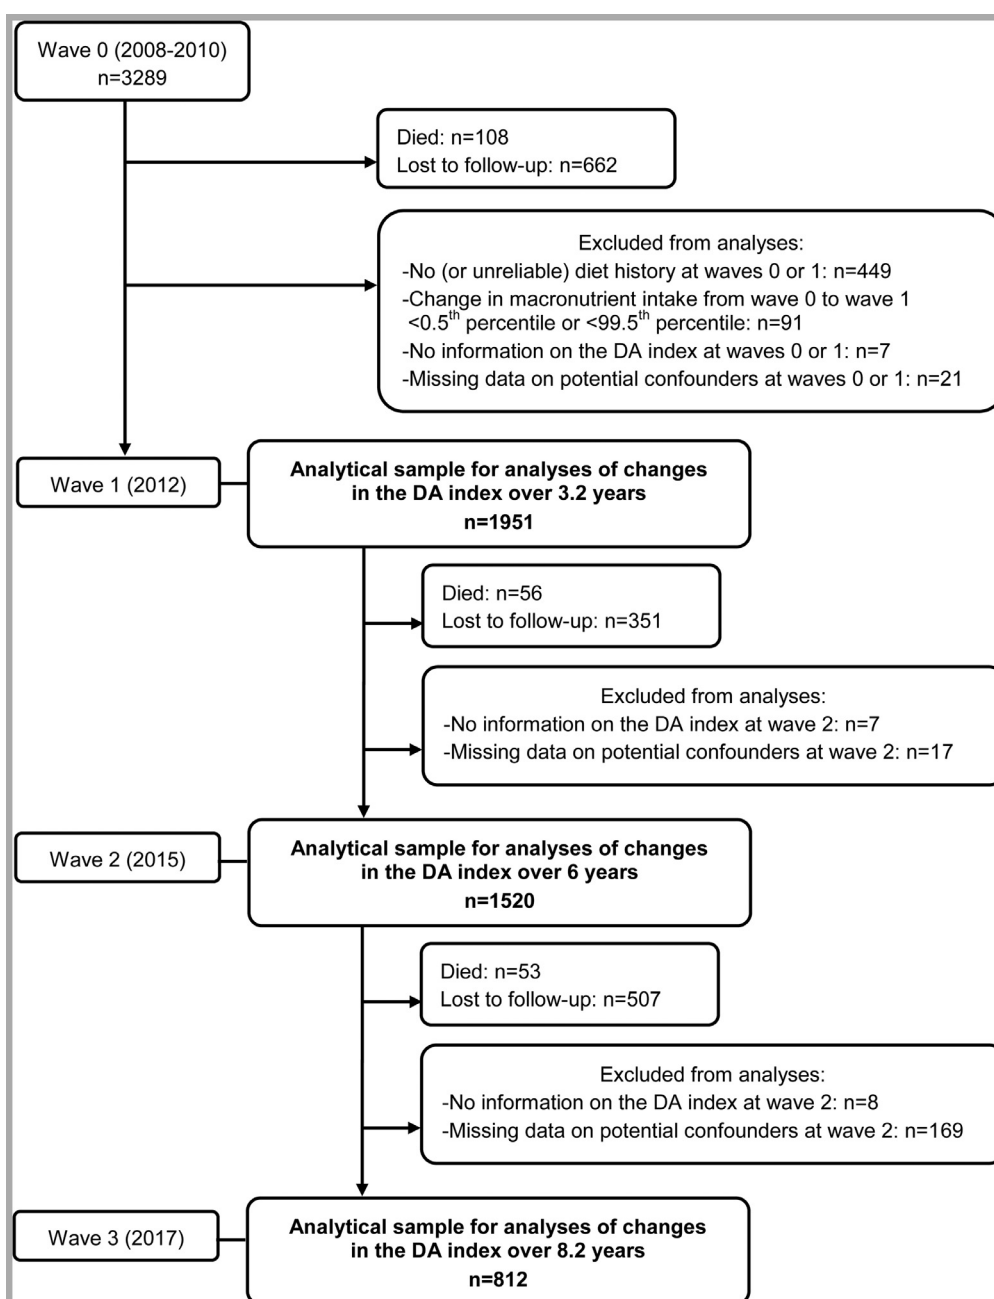 Wave 0 (2008-2010)
n=3289
Died: n=108
Lost to follow-up: n=662
Excluded from analyses:
-No (or unreliable) diet history at waves 0 or 1: n=449
-Change in macronutrient intake from wave 0 to wave 1
<0.5th percentile or <99.5th percentile: n=91
-No information on the DA index at waves 0 or 1: n=7
-Missing data on potential confounders at waves 0 or 1: n=21
Wave 1 (2012)
Analytical sample for analyses of changes
in the DA index over 3.2 years
n=1951
Died: n=56
Lost to follow-up: n=351
Excluded from analyses:
-No information on the DA index at wave 2: n=7
-Missing data on potential confounders at wave 2: n=17
Wave 2 (2015)
Analytical sample for analyses of changes
in the DA index over 6 years
n=1520
Died: n=53
Lost to follow-up: n=507
Excluded from analyses:
-No information on the DA index at wave 2: n=8
-Missing data on potential confounders at wave 2: n=169
Wave 3 (2017)
Analytical sample for analyses of changes
in the DA index over 8.2 years
n=812